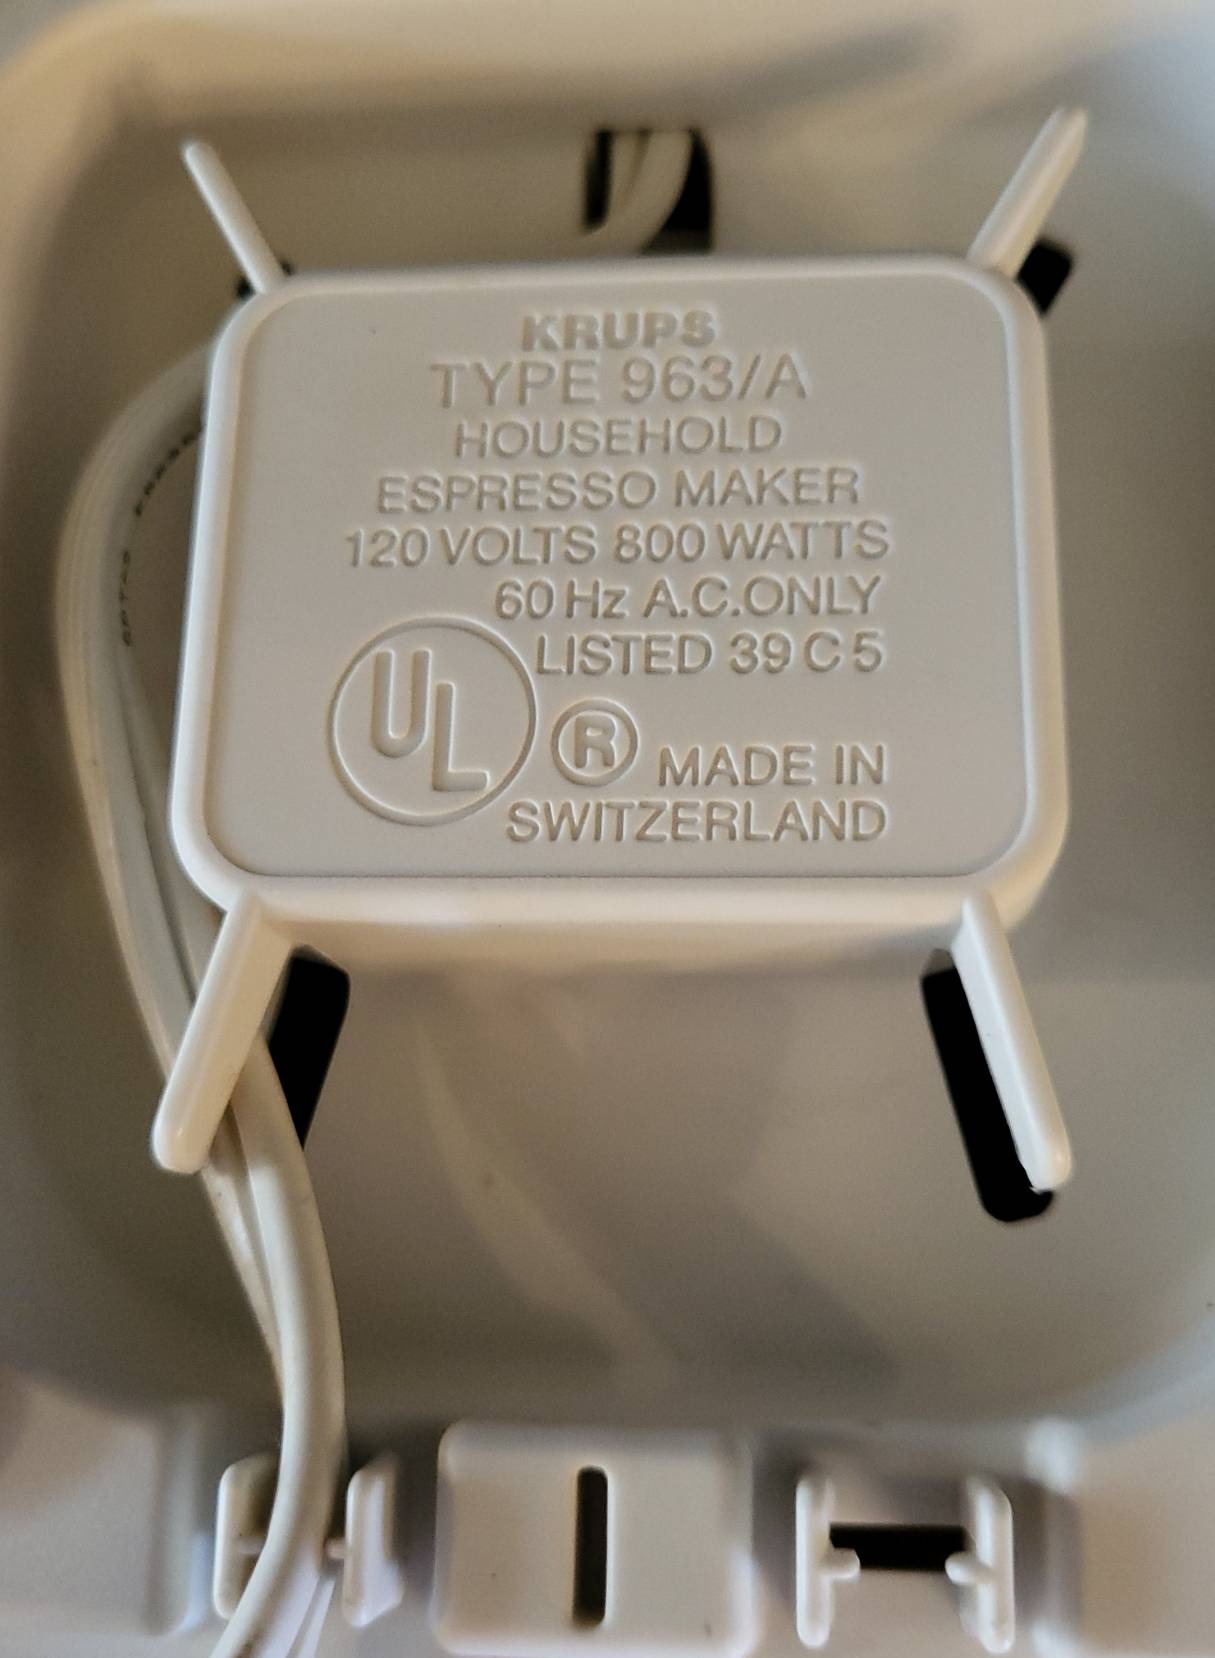 KRUPS
TYPE 963/A
HOUSEHOLD
ESPRESSO MAKER
120 VOLTS 800 WATTS
60 Hz A.C.ONLY
LISTED 39 C 5
UL
® MADE IN
SWITZERLAND